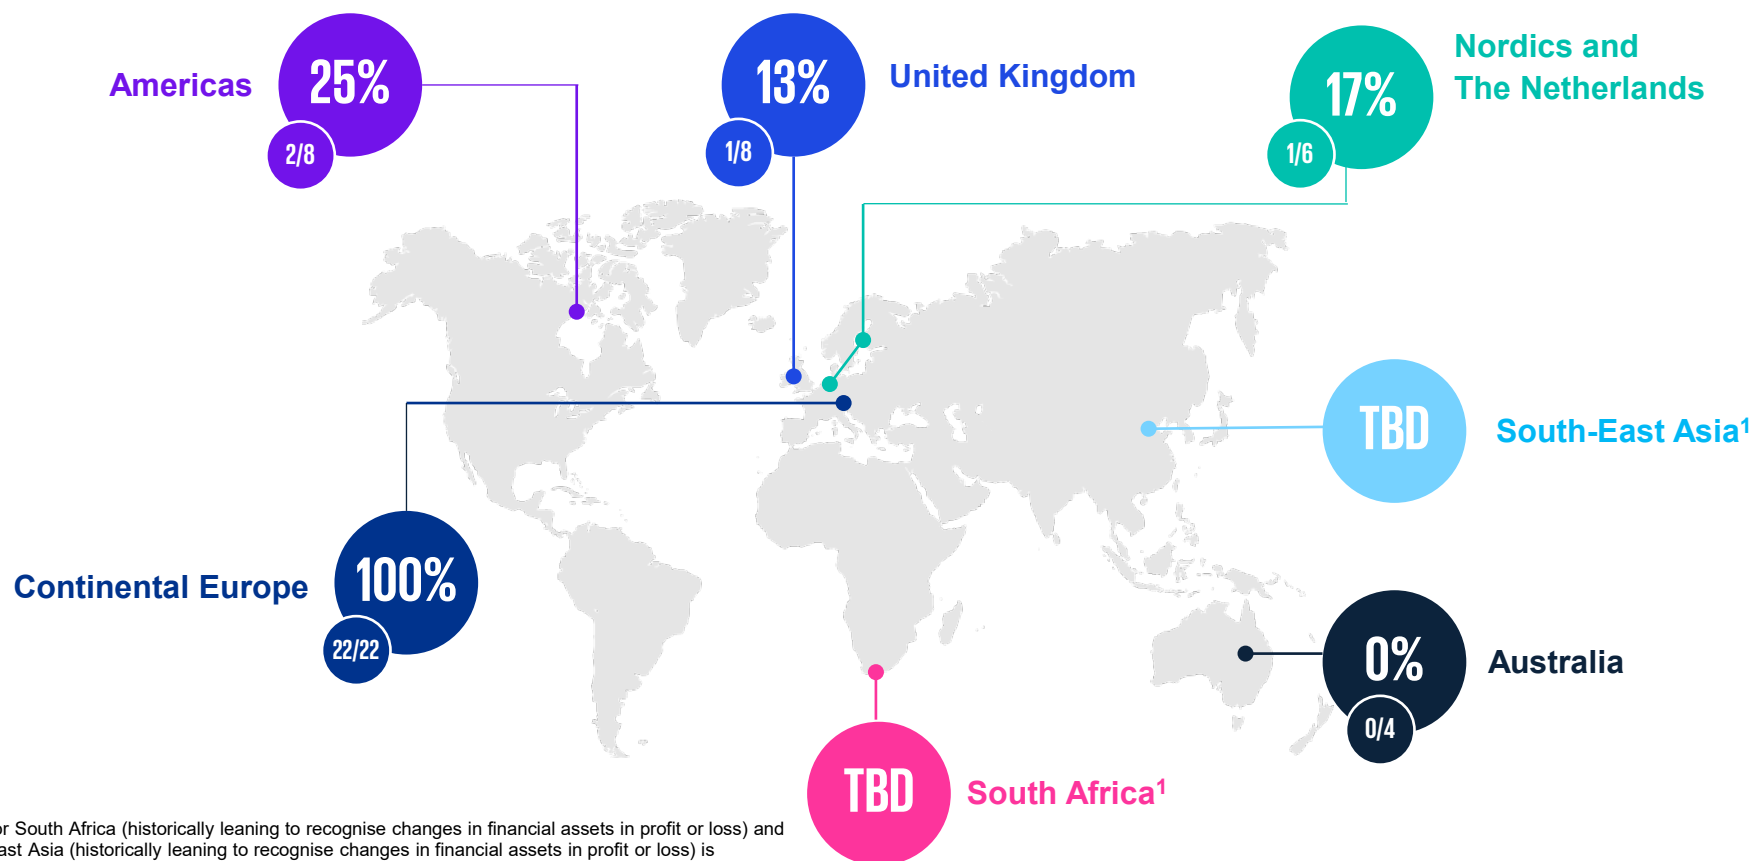 Americas
25%
2/8
13%
1/8
United Kingdom
17%
1/6
Nordics and
The Netherlands
TBD
South-East Asia¹
Continental Europe
100%
22/22
0%
0/4
Australia
TBD
South Africa¹
South Africa (historically leaning to recognise changes in financial assets in profit or loss) and
Asia (historically leaning to recognise changes in financial assets in profit or loss) is